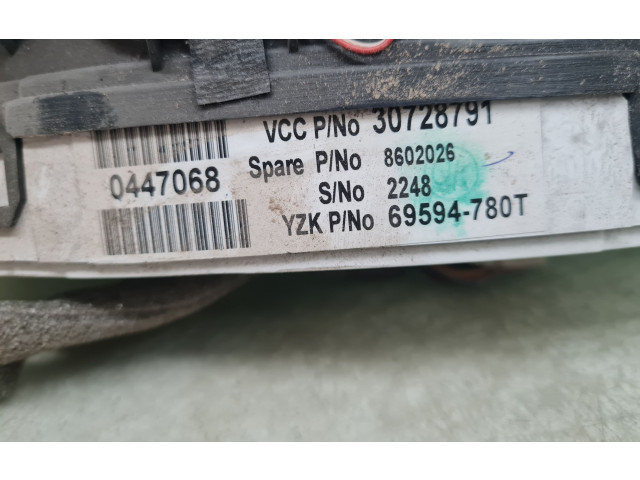 VCC P/No 30728791
Spare P/No 8602026
0447068
S/No 2248
YZK P/No 69594-780T